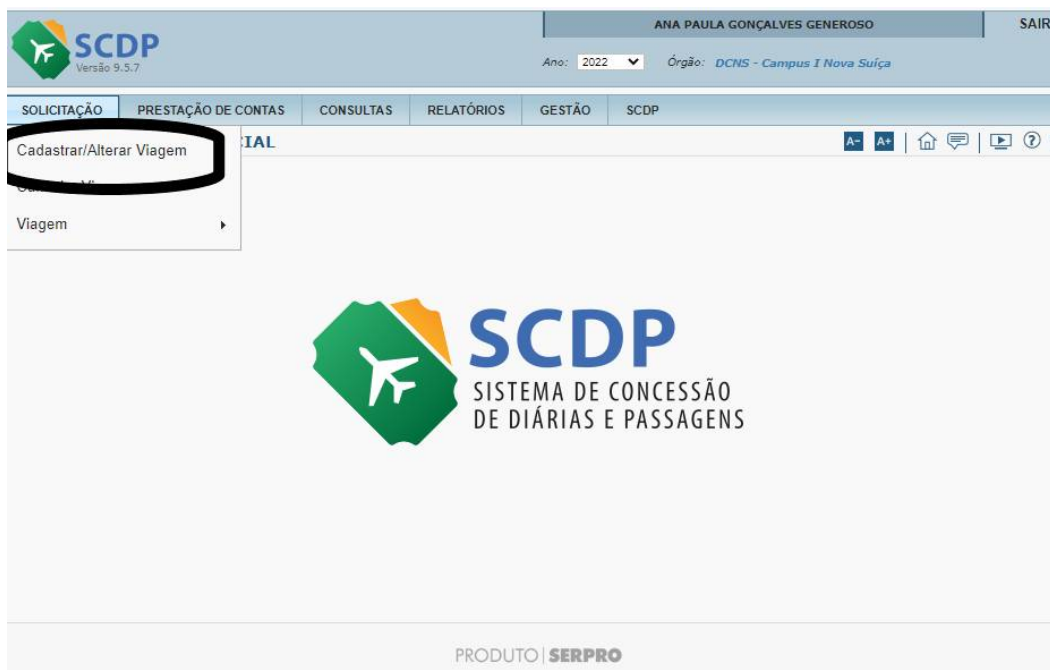 ANA PAULA GONÇALVES GENEROSO
SAIR
SCDP
Versão 9.5.7
Ano: 2022 Órgão: DCNS - Campus I Nova Suíça
SOLICITAÇÃO PRESTAÇÃO DE CONTAS CONSULTAS RELATÓRIOS GESTÃO SCDP
Cadastrar/Alterar Viagem
A- A+ ?
Viagem
SCDP
SISTEMA DE CONCESSÃO
DE DIÁRIAS E PASSAGENS
PRODUTO | SERPRO